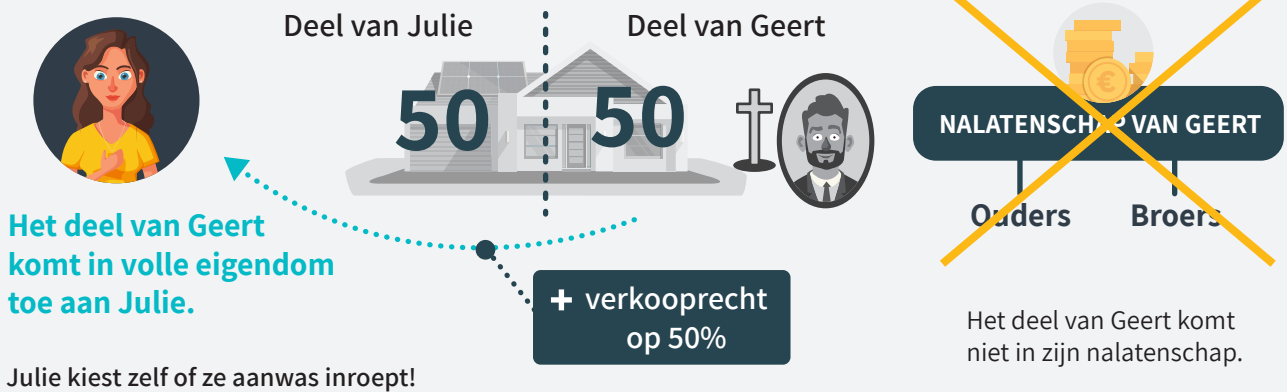 Deel van Julie
Deel van Geert
50
50
Het deel van Geert
komt in volle eigendom
toe aan Julie.
+ verkooprecht
op 50%
Julie kiest zelf of ze aanwas inroept!
€
NALATENSCHAP VAN GEERT
Ouders
Broers
Het deel van Geert komt
niet in zijn nalatenschap.